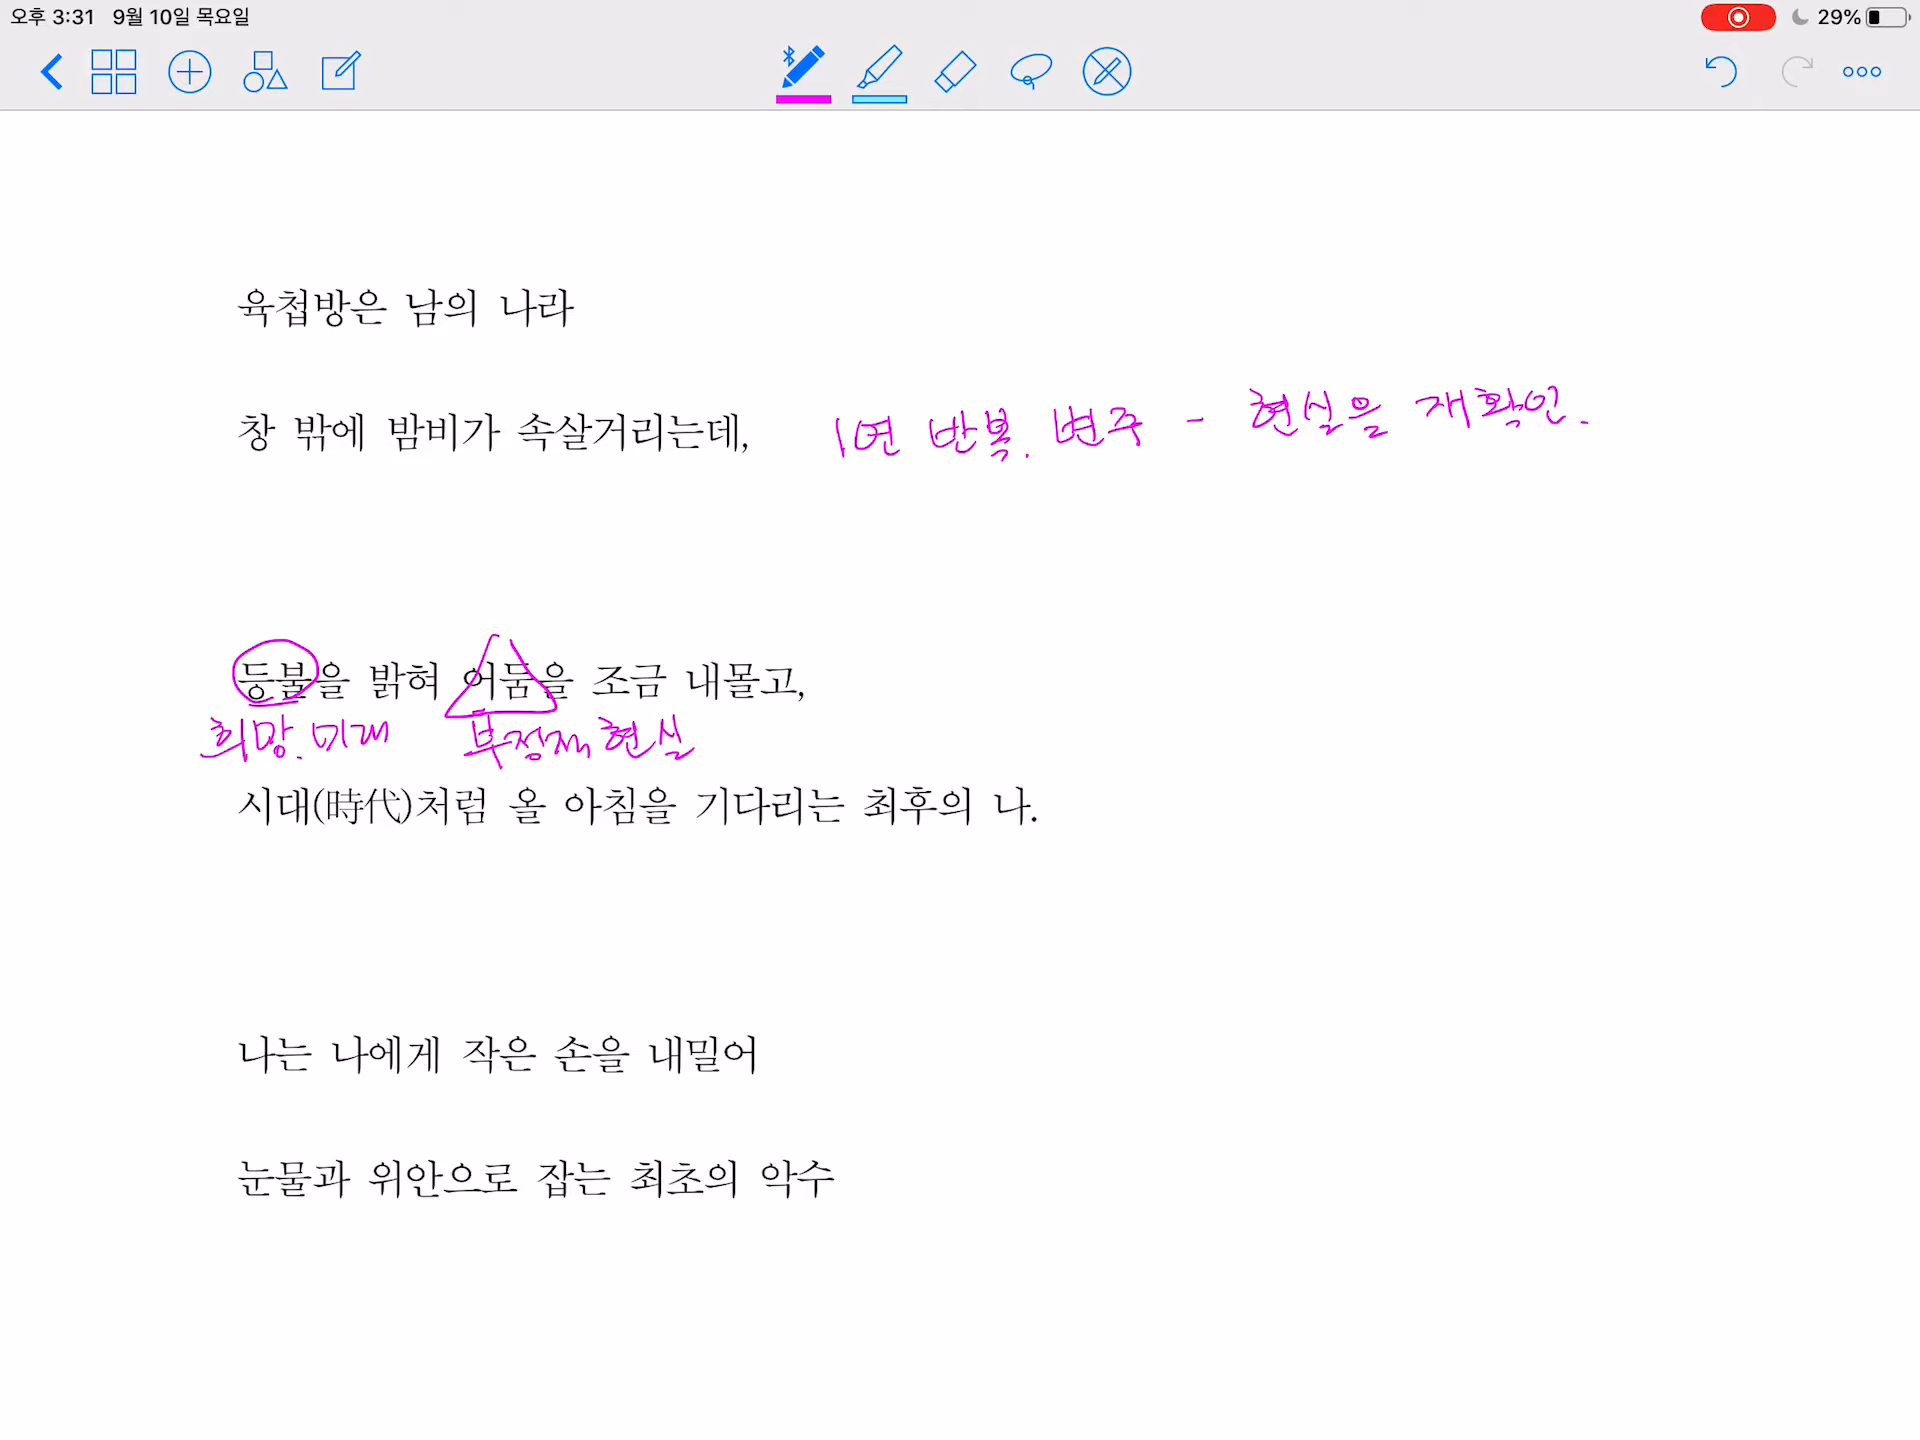 오후 3:31 9월 10일 목요일
29%
육첩방은 남의 나라
창 밖에 밤비가 속살거리는데,
1연 반복. 변주 - 현실을 재확인.
등불을 밝혀 어둠을 조금 내몰고,
희망. 미래 부정적 현실
시대(時代)처럼 올 아침을 기다리는 최후의 나.
나는 나에게 작은 손을 내밀어
눈물과 위안으로 잡는 최초의 악수